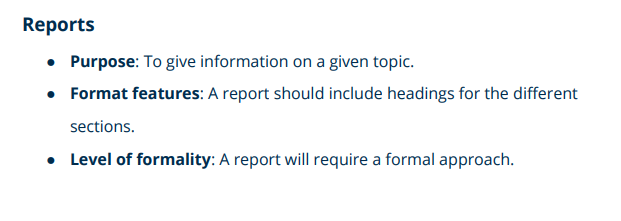 Reports
● Purpose: To give information on a given topic.
● Format features: A report should include headings for the different
sections.
● Level of formality: A report will require a formal approach.